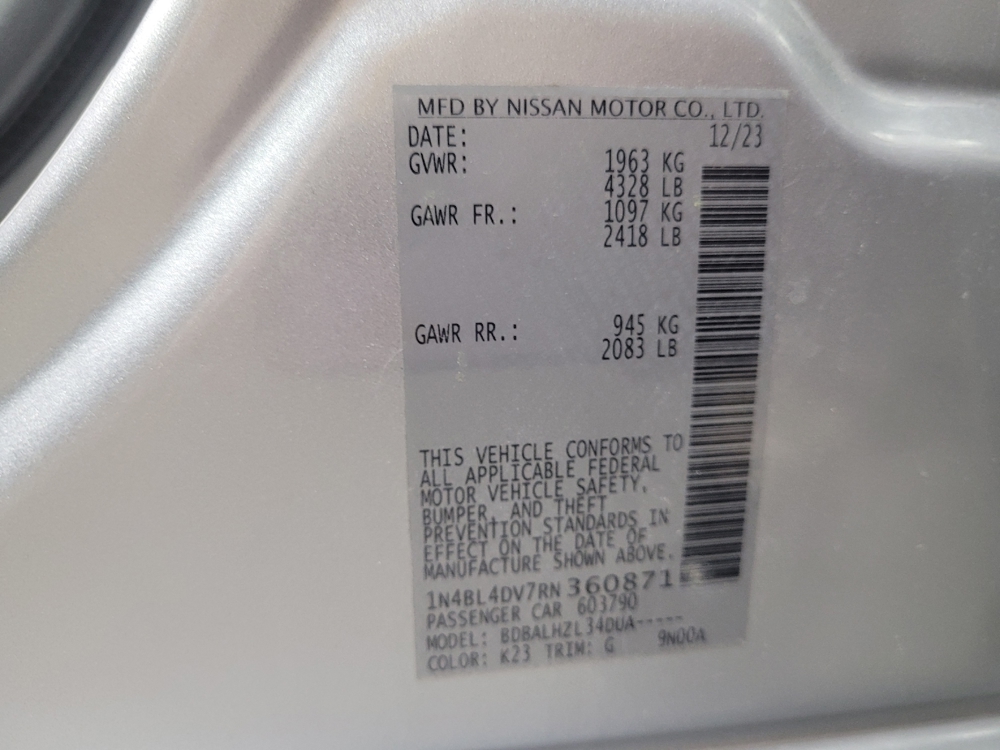 MFD BY NISSAN MOTOR CO., LTD.
DATE: 12/23
GVWR: 1963 KG
4328 LB
GAWR FR.: 1097 KG
2418 LB
GAWR RR.: 945 KG
2083 LB
THIS VEHICLE CONFORMS TO
ALL APPLICABLE FEDERAL
MOTOR VEHICLE SAFETY,
BUMPER, AND THEFT
PREVENTION STANDARDS IN
EFFECT ON THE DATE OF
MANUFACTURE SHOWN ABOVE.
1N4BL4DV7RN360871
PASSENGER CAR 603790
MODEL: BDBALHZL34DUA-----
COLOR: K23 TRIM: G 9N00A